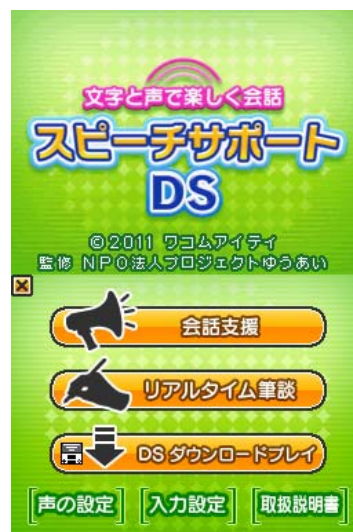 文字と声で楽しく会話
スピーチサポート
DS
©2011 ワコムアイティ
監修 NPO法人プロジェクトゆうあい
会話支援
リアルタイム筆談
DSダウンロードプレイ
声の設定 入力設定 取扱説明書